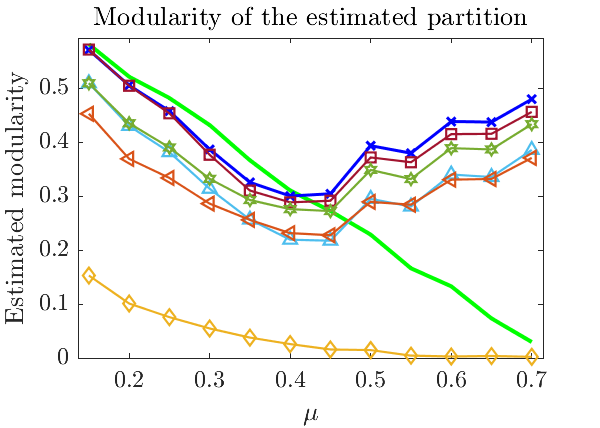 Modularity of the estimated partition
Estimated modularity
0.5
0.4
0.3
0.2
0.1
0
0.2 0.3 0.4 0.5 0.6 0.7
μ